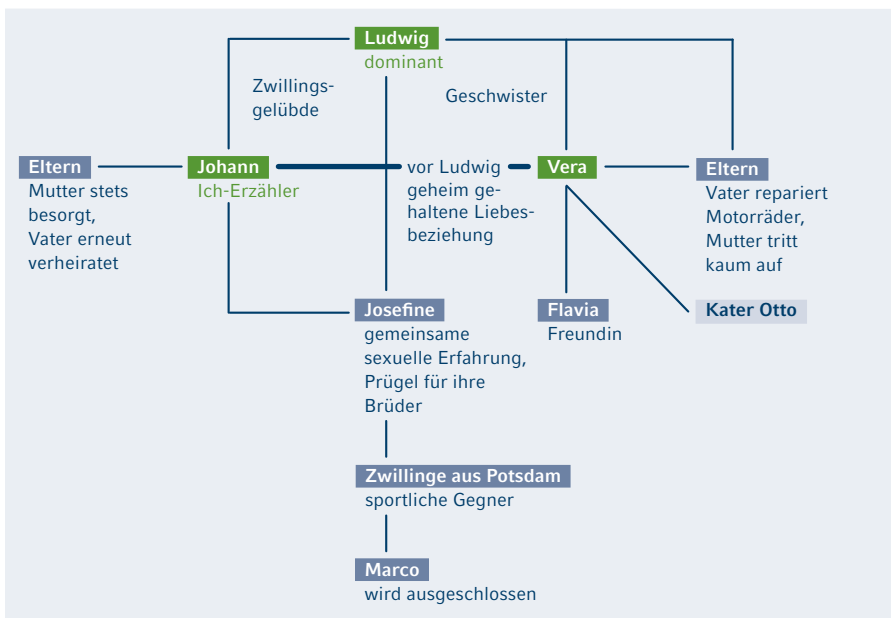 Ludwig
dominant
Zwillings-
gelübde
Geschwister
Eltern
Mutter stets
besorgt,
Vater erneut
verheiratet
Johann
Ich-Erzähler
vor Ludwig
geheim ge-
haltene Liebes-
beziehung
Vera
Eltern
Vater repariert
Motorräder,
Mutter tritt
kaum auf
Josefine
gemeinsame
sexuelle Erfahrung,
Prügel für ihre
Brüder
Flavia
Freundin
Kater Otto
Zwillinge aus Potsdam
sportliche Gegner
Marco
wird ausgeschlossen